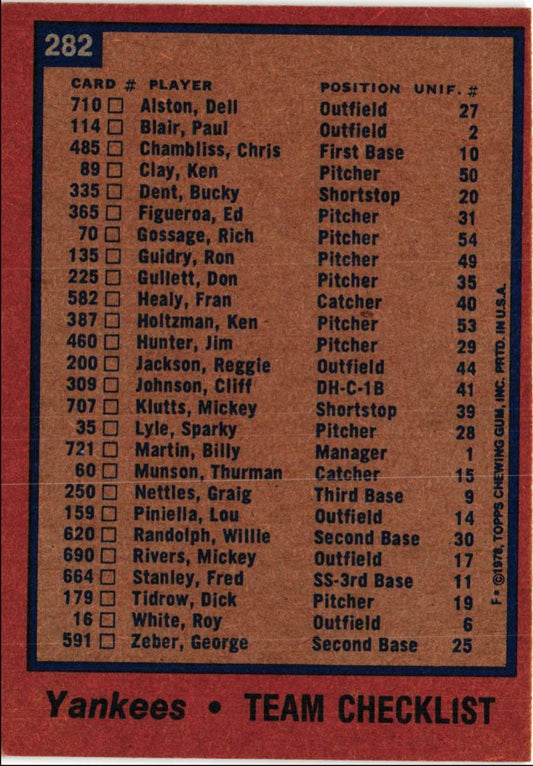 282
CARD # PLAYER POSITION UNIF. #
710 □ Alston, Dell Outfield 27
114 □ Blair, Paul Outfield 2
485 □ Chambliss, Chris First Base 10
89 □ Clay, Ken Pitcher 50
335 □ Dent, Bucky Shortstop 20
365 □ Figueroa, Ed Pitcher 31
70 □ Gossage, Rich Pitcher 54
135 □ Guidry, Ron Pitcher 49
225 □ Gullett, Don Pitcher 35
582 □ Healy, Fran Catcher 40
387 □ Holtzman, Ken Pitcher 53
460 □ Hunter, Jim Pitcher 29
200 □ Jackson, Reggie Outfield 44
309 □ Johnson, Cliff DH-C-1B 41
707 □ Klutts, Mickey Shortstop 39
35 □ Lyle, Sparky Pitcher 28
721 □ Martin, Billy Manager 1
60 □ Munson, Thurman Catcher 15
250 □ Nettles, Graig Third Base 9
159 □ Piniella, Lou Outfield 14
620 □ Randolph, Willie Second Base 30
690 □ Rivers, Mickey Outfield 17
664 □ Stanley, Fred SS-3rd Base 11
179 □ Tidrow, Dick Pitcher 19
16 □ White, Roy Outfield 6
591 □ Zeber, George Second Base 25
F* ©1978, TOPPS CHEWING GUM, INC. PRTD. IN U.S.A.
Yankees • TEAM CHECKLIST